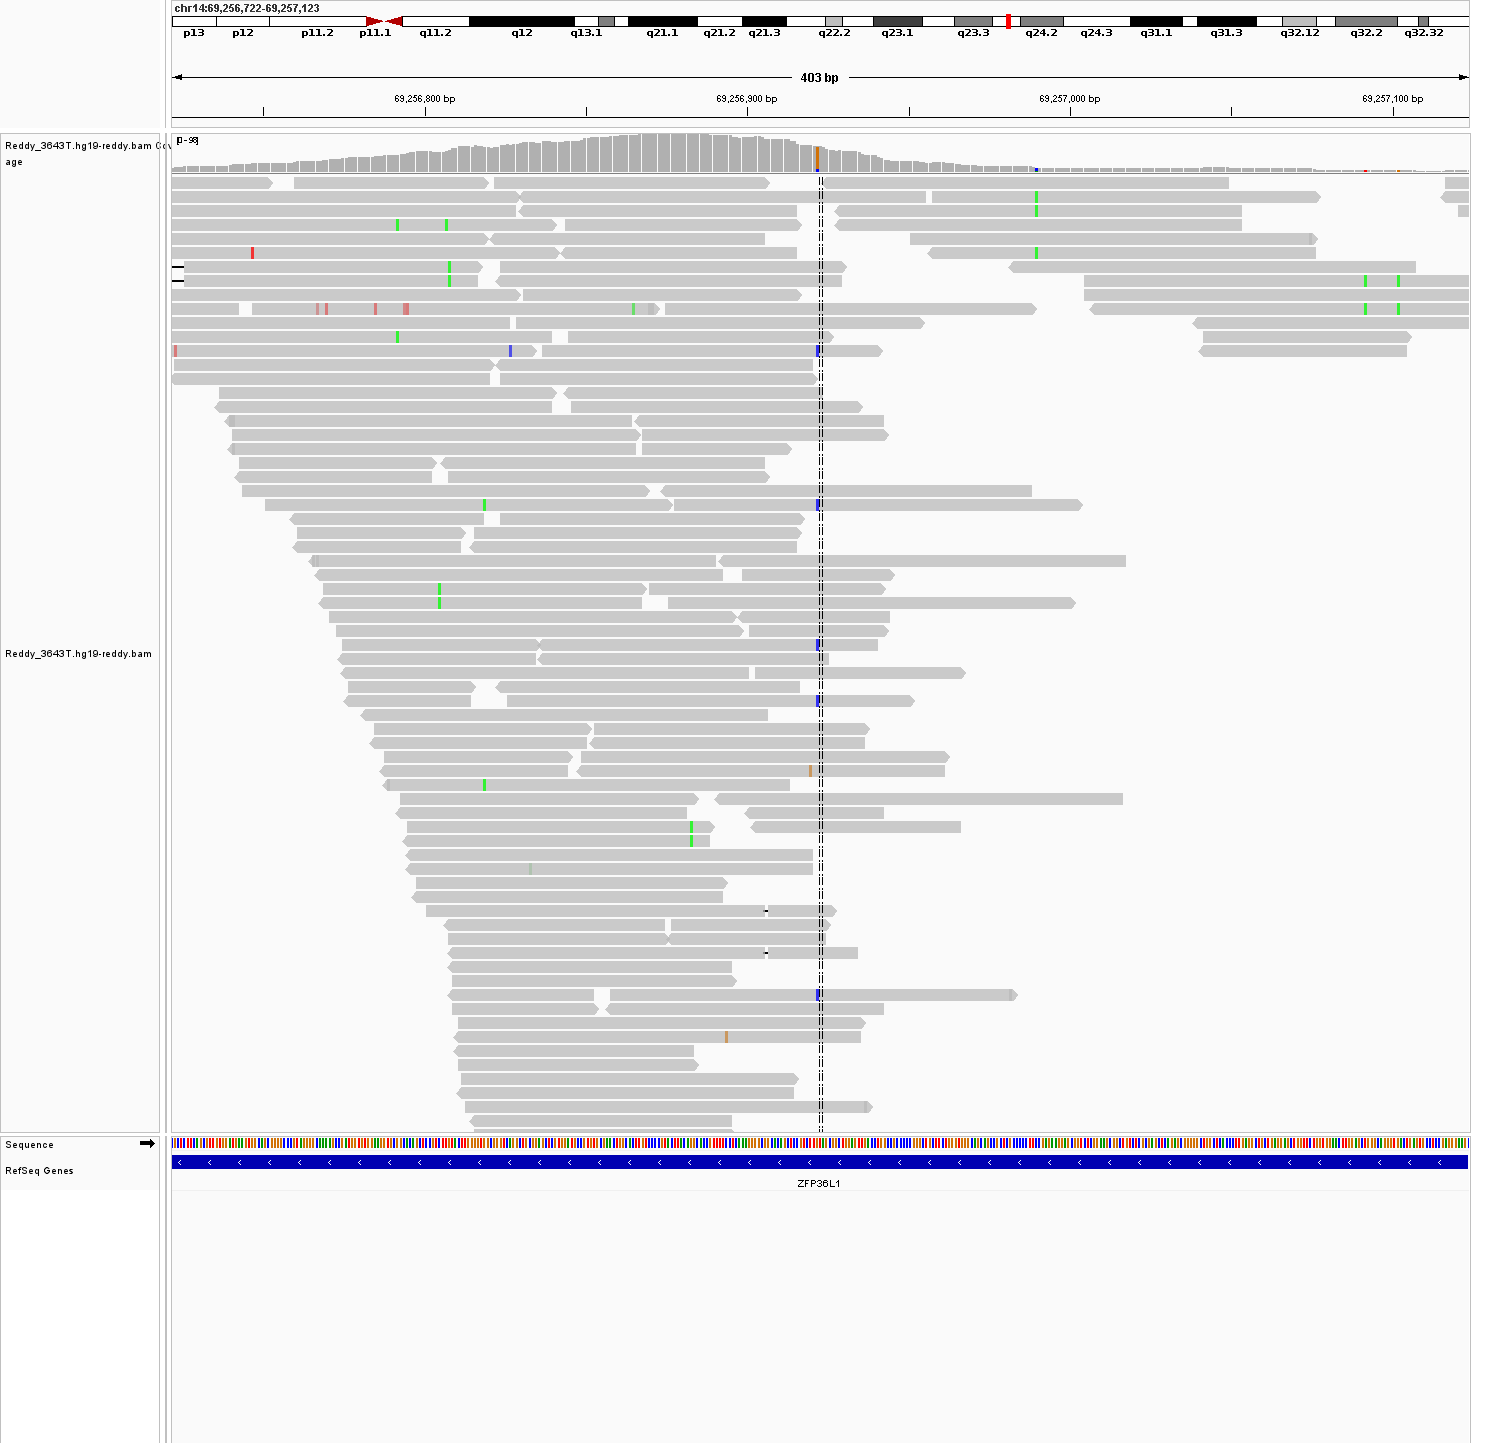 chr14:69,256,722-69,257,123
p13 p12 p11.2 p11.1 q11.2 q12 q13.1 q21.1 q21.2 q21.3 q22.2 q23.1 q23.3 q24.2 q24.3 q31.1 q31.3 q32.12 q32.2 q32.32
403 bp
69,256,800 bp 69,256,900 bp 69,257,000 bp 69,257,100 bp
Reddy_3643T.hg19-reddy.bam Cov
age
[0-98]
Reddy_3643T.hg19-reddy.bam
Sequence
RefSeq Genes
ZFP36L1